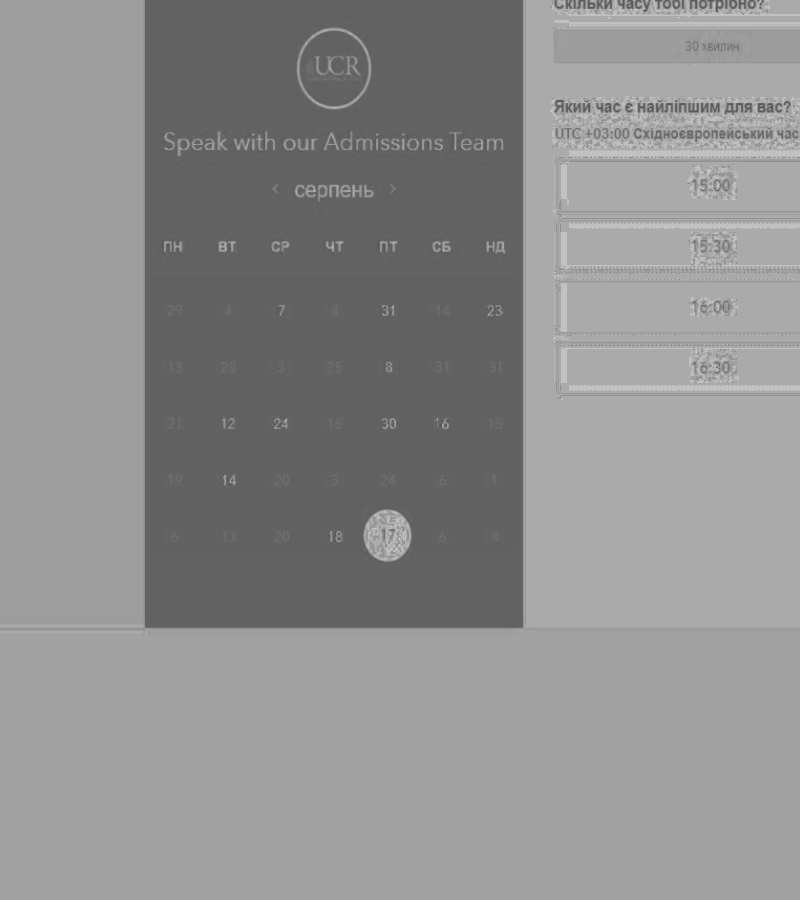 UCR
Speak with our Admissions Team
‹ серпень ›
ПН ВТ СР ЧТ ПТ СБ НД
29 4 7 4 31 14 23
13 20 3 25 8 31 31
21 12 24 15 30 16 15
19 14 20 3 24 6 1
6 13 20 18 17 6 4
Скільки часу тобі потрібно?
30 хвилин
Який час є найліпшим для вас?
UTC +03:00 Східноєвропейський час
15:00
15:30
16:00
16:30